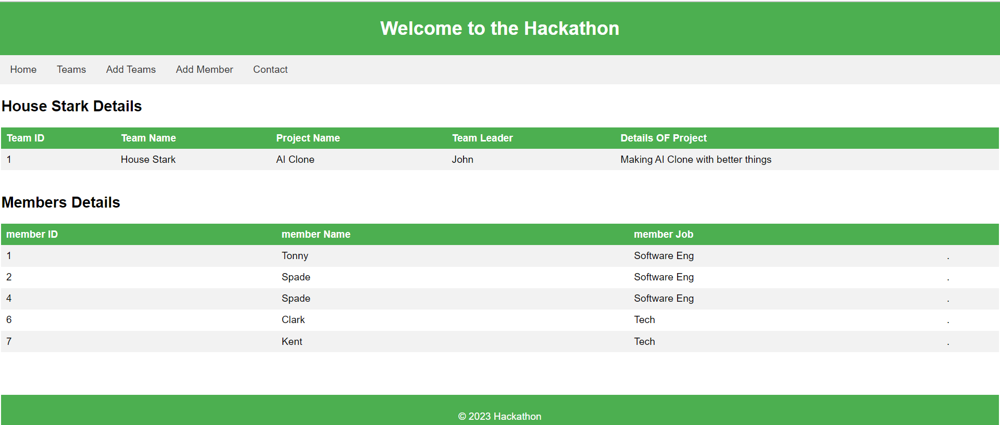 Welcome to the Hackathon
Home Teams Add Teams Add Member Contact
House Stark Details
Team ID Team Name Project Name Team Leader Details OF Project
1 House Stark AI Clone John Making AI Clone with better things
Members Details
member ID member Name member Job
1 Tonny Software Eng .
2 Spade Software Eng .
4 Spade Software Eng .
6 Clark Tech .
7 Kent Tech .
© 2023 Hackathon